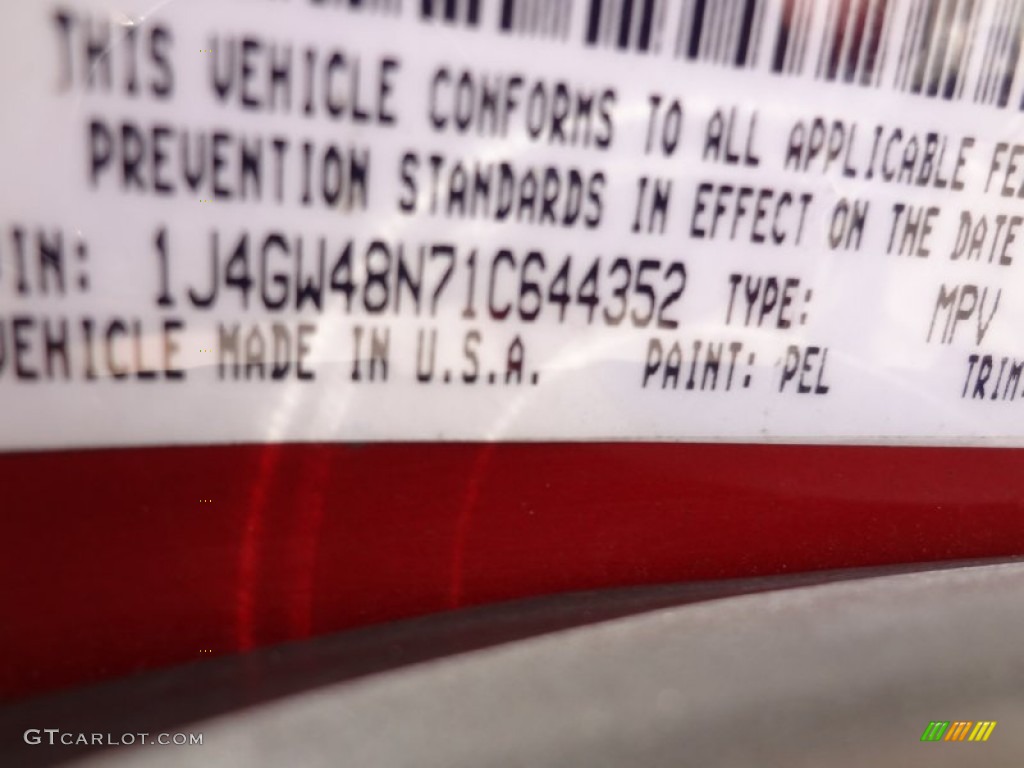 THIS VEHICLE CONFORMS TO ALL APPLICABLE
PREVENTION STANDARDS IN EFFECT ON THE DATE
IN: 1J4GW48N71C644352 TYPE: MPV
VEHICLE MADE IN U.S.A. PAINT: PEL TRIM:
GTCARLOT.COM